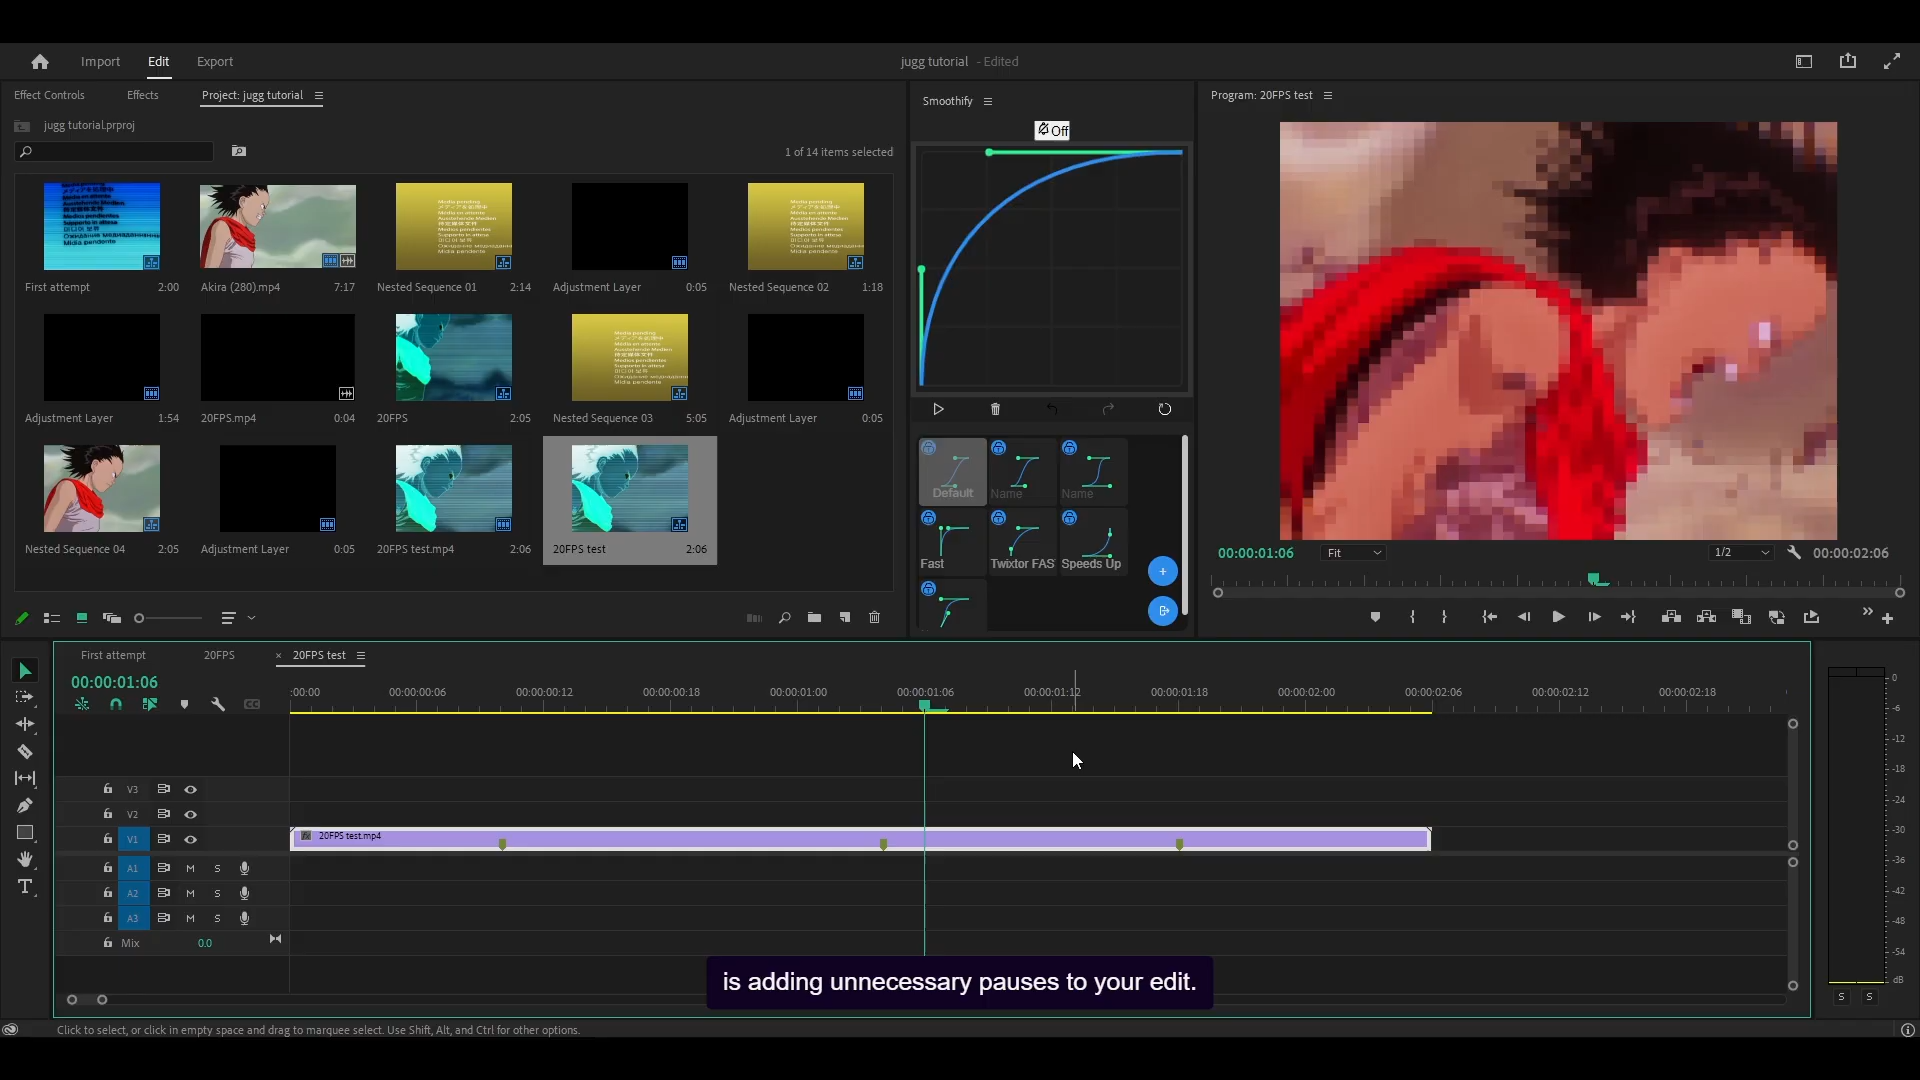 Import Edit Export
jugg tutorial - Edited
Effect Controls Effects Project: jugg tutorial
jugg tutorial.prproj
1 of 14 items selected
First attempt 2:00
Akira (280).mp4 7:17
Nested Sequence 01 2:14
Adjustment Layer 0:05
Nested Sequence 02 1:18
Adjustment Layer 1:54
20FPS.mp4 0:04
20FPS 2:05
Nested Sequence 03 5:05
Adjustment Layer 0:05
Nested Sequence 04 2:05
Adjustment Layer 0:05
20FPS test.mp4 2:06
20FPS test 2:06
Smoothify
Off
Default Name Name
Fast Twixtor FAS Speeds Up
Program: 20FPS test
00:00:01:06 Fit 1/2 00:00:02:06
First attempt 20FPS × 20FPS test
00:00:01:06
:00:00 00:00:00:06 00:00:00:12 00:00:00:18 00:00:01:00 00:00:01:06 00:00:01:12 00:00:01:18 00:00:02:00 00:00:02:06 00:00:02:12 00:00:02:18
V3
V2
V1 fx 20FPS test.mp4
A1 M S
A2 M S
A3 M S
Mix 0.0
0
-6
-12
-18
-24
-30
-36
-42
-48
-54
dB
S S
is adding unnecessary pauses to your edit.
Click to select, or click in empty space and drag to marquee select. Use Shift, Alt, and Ctrl for other options.